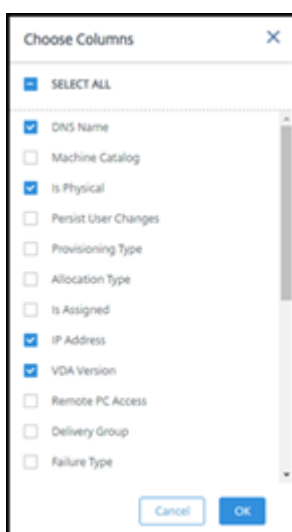 Choose Columns
SELECT ALL
DNS Name
Machine Catalog
Is Physical
Persist User Changes
Provisioning Type
Allocation Type
Is Assigned
IP Address
VDA Version
Remote PC Access
Delivery Group
Failure Type
Cancel OK